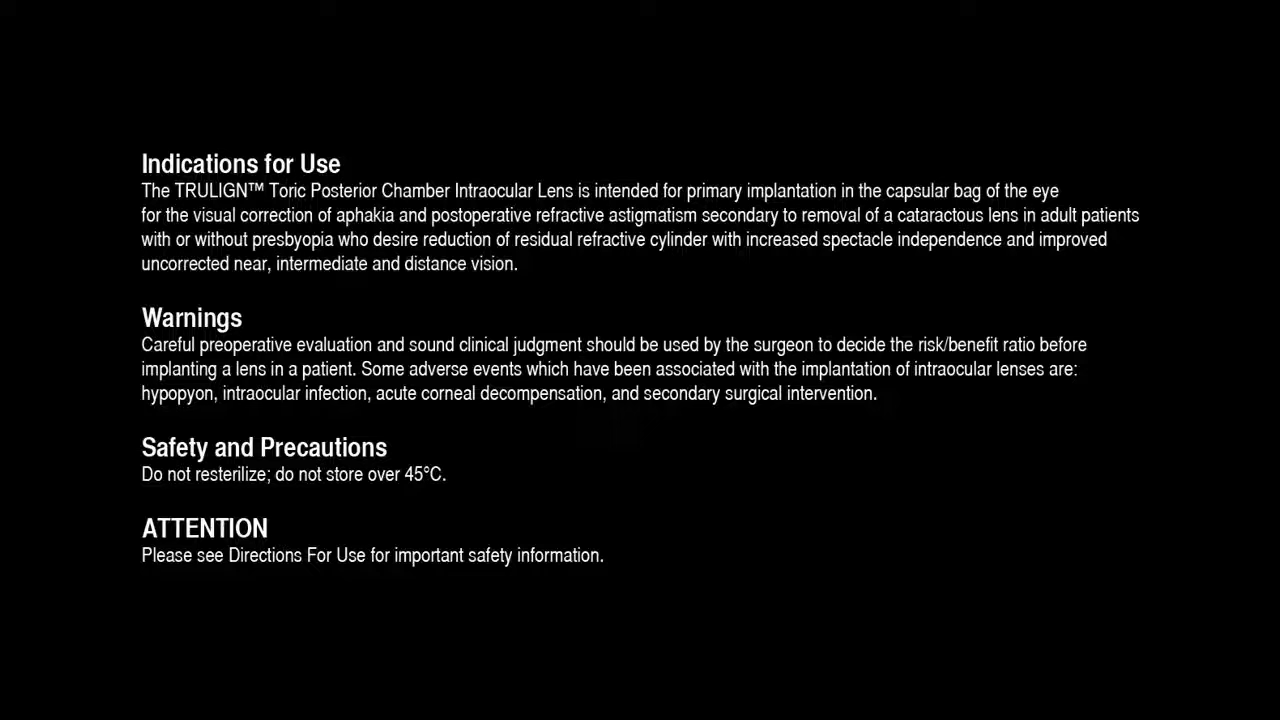 Indications for Use
The TRULIGN™ Toric Posterior Chamber Intraocular Lens is intended for primary implantation in the capsular bag of the eye
for the visual correction of aphakia and postoperative refractive astigmatism secondary to removal of a cataractous lens in adult patients
with or without presbyopia who desire reduction of residual refractive cylinder with increased spectacle independence and improved
uncorrected near, intermediate and distance vision.
Warnings
Careful preoperative evaluation and sound clinical judgment should be used by the surgeon to decide the risk/benefit ratio before
implanting a lens in a patient. Some adverse events which have been associated with the implantation of intraocular lenses are:
hypopyon, intraocular infection, acute corneal decompensation, and secondary surgical intervention.
Safety and Precautions
Do not resterilize; do not store over 45°C.
ATTENTION
Please see Directions For Use for important safety information.